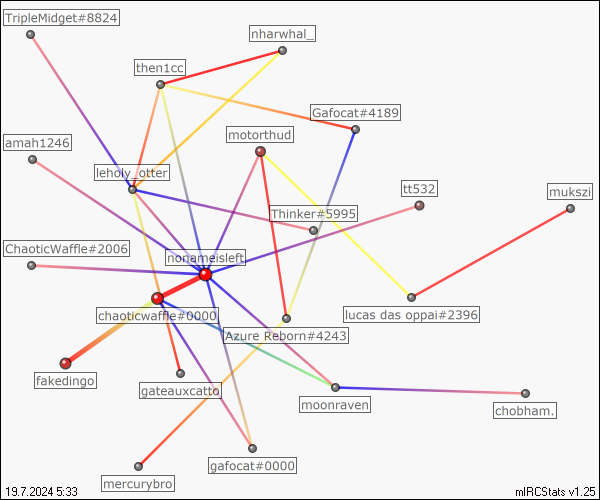 TripleMidget#8824
nharwhal_
then1cc
Gafocat#4189
motorthud
amah1246
leholy_otter
tt532
mukszi
Thinker#5995
ChaoticWaffle#2006
nonameisleft
chaoticwaffle#0000
lucas das oppai#2396
Azure Reborn#4243
fakedingo
gateauxcatto
moonraven
chobham.
gafocat#0000
mercurybro
19.7.2024 5:33
mIRCStats v1.25